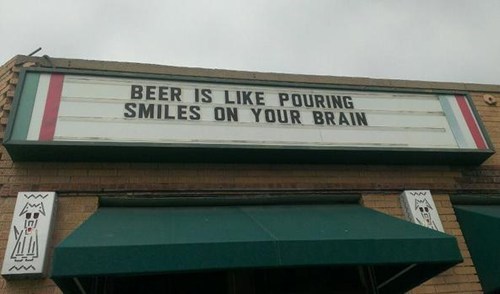 BEER IS LIKE POURING
SMILES ON YOUR BRAIN